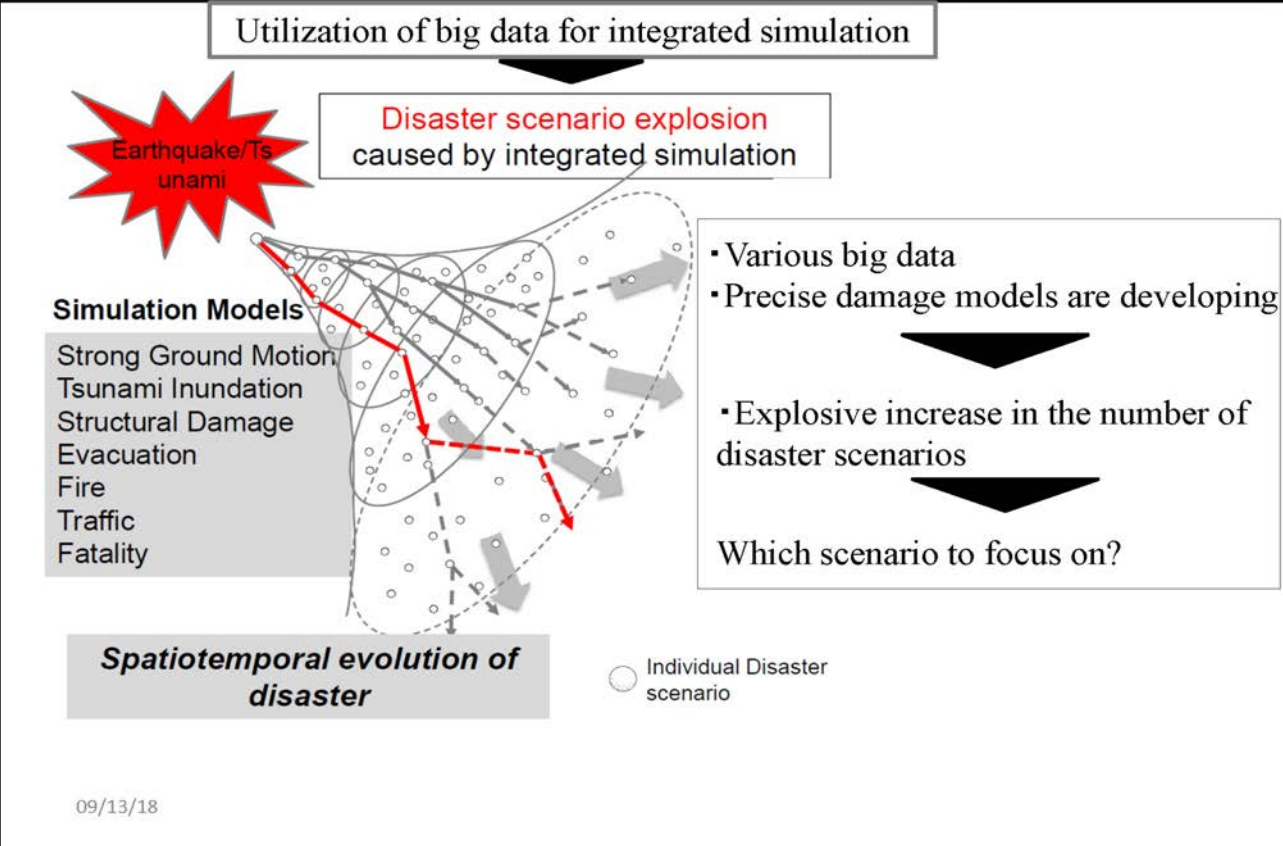 Utilization of big data for integrated simulation
Disaster scenario explosion
caused by integrated simulation
Earthquake/Ts
unami
Simulation Models
Strong Ground Motion
Tsunami Inundation
Structural Damage
Evacuation
Fire
Traffic
Fatality
▪Various big data
▪Precise damage models are developing
▪Explosive increase in the number of
disaster scenarios
Which scenario to focus on?
Spatiotemporal evolution of
disaster
Individual Disaster
scenario
09/13/18